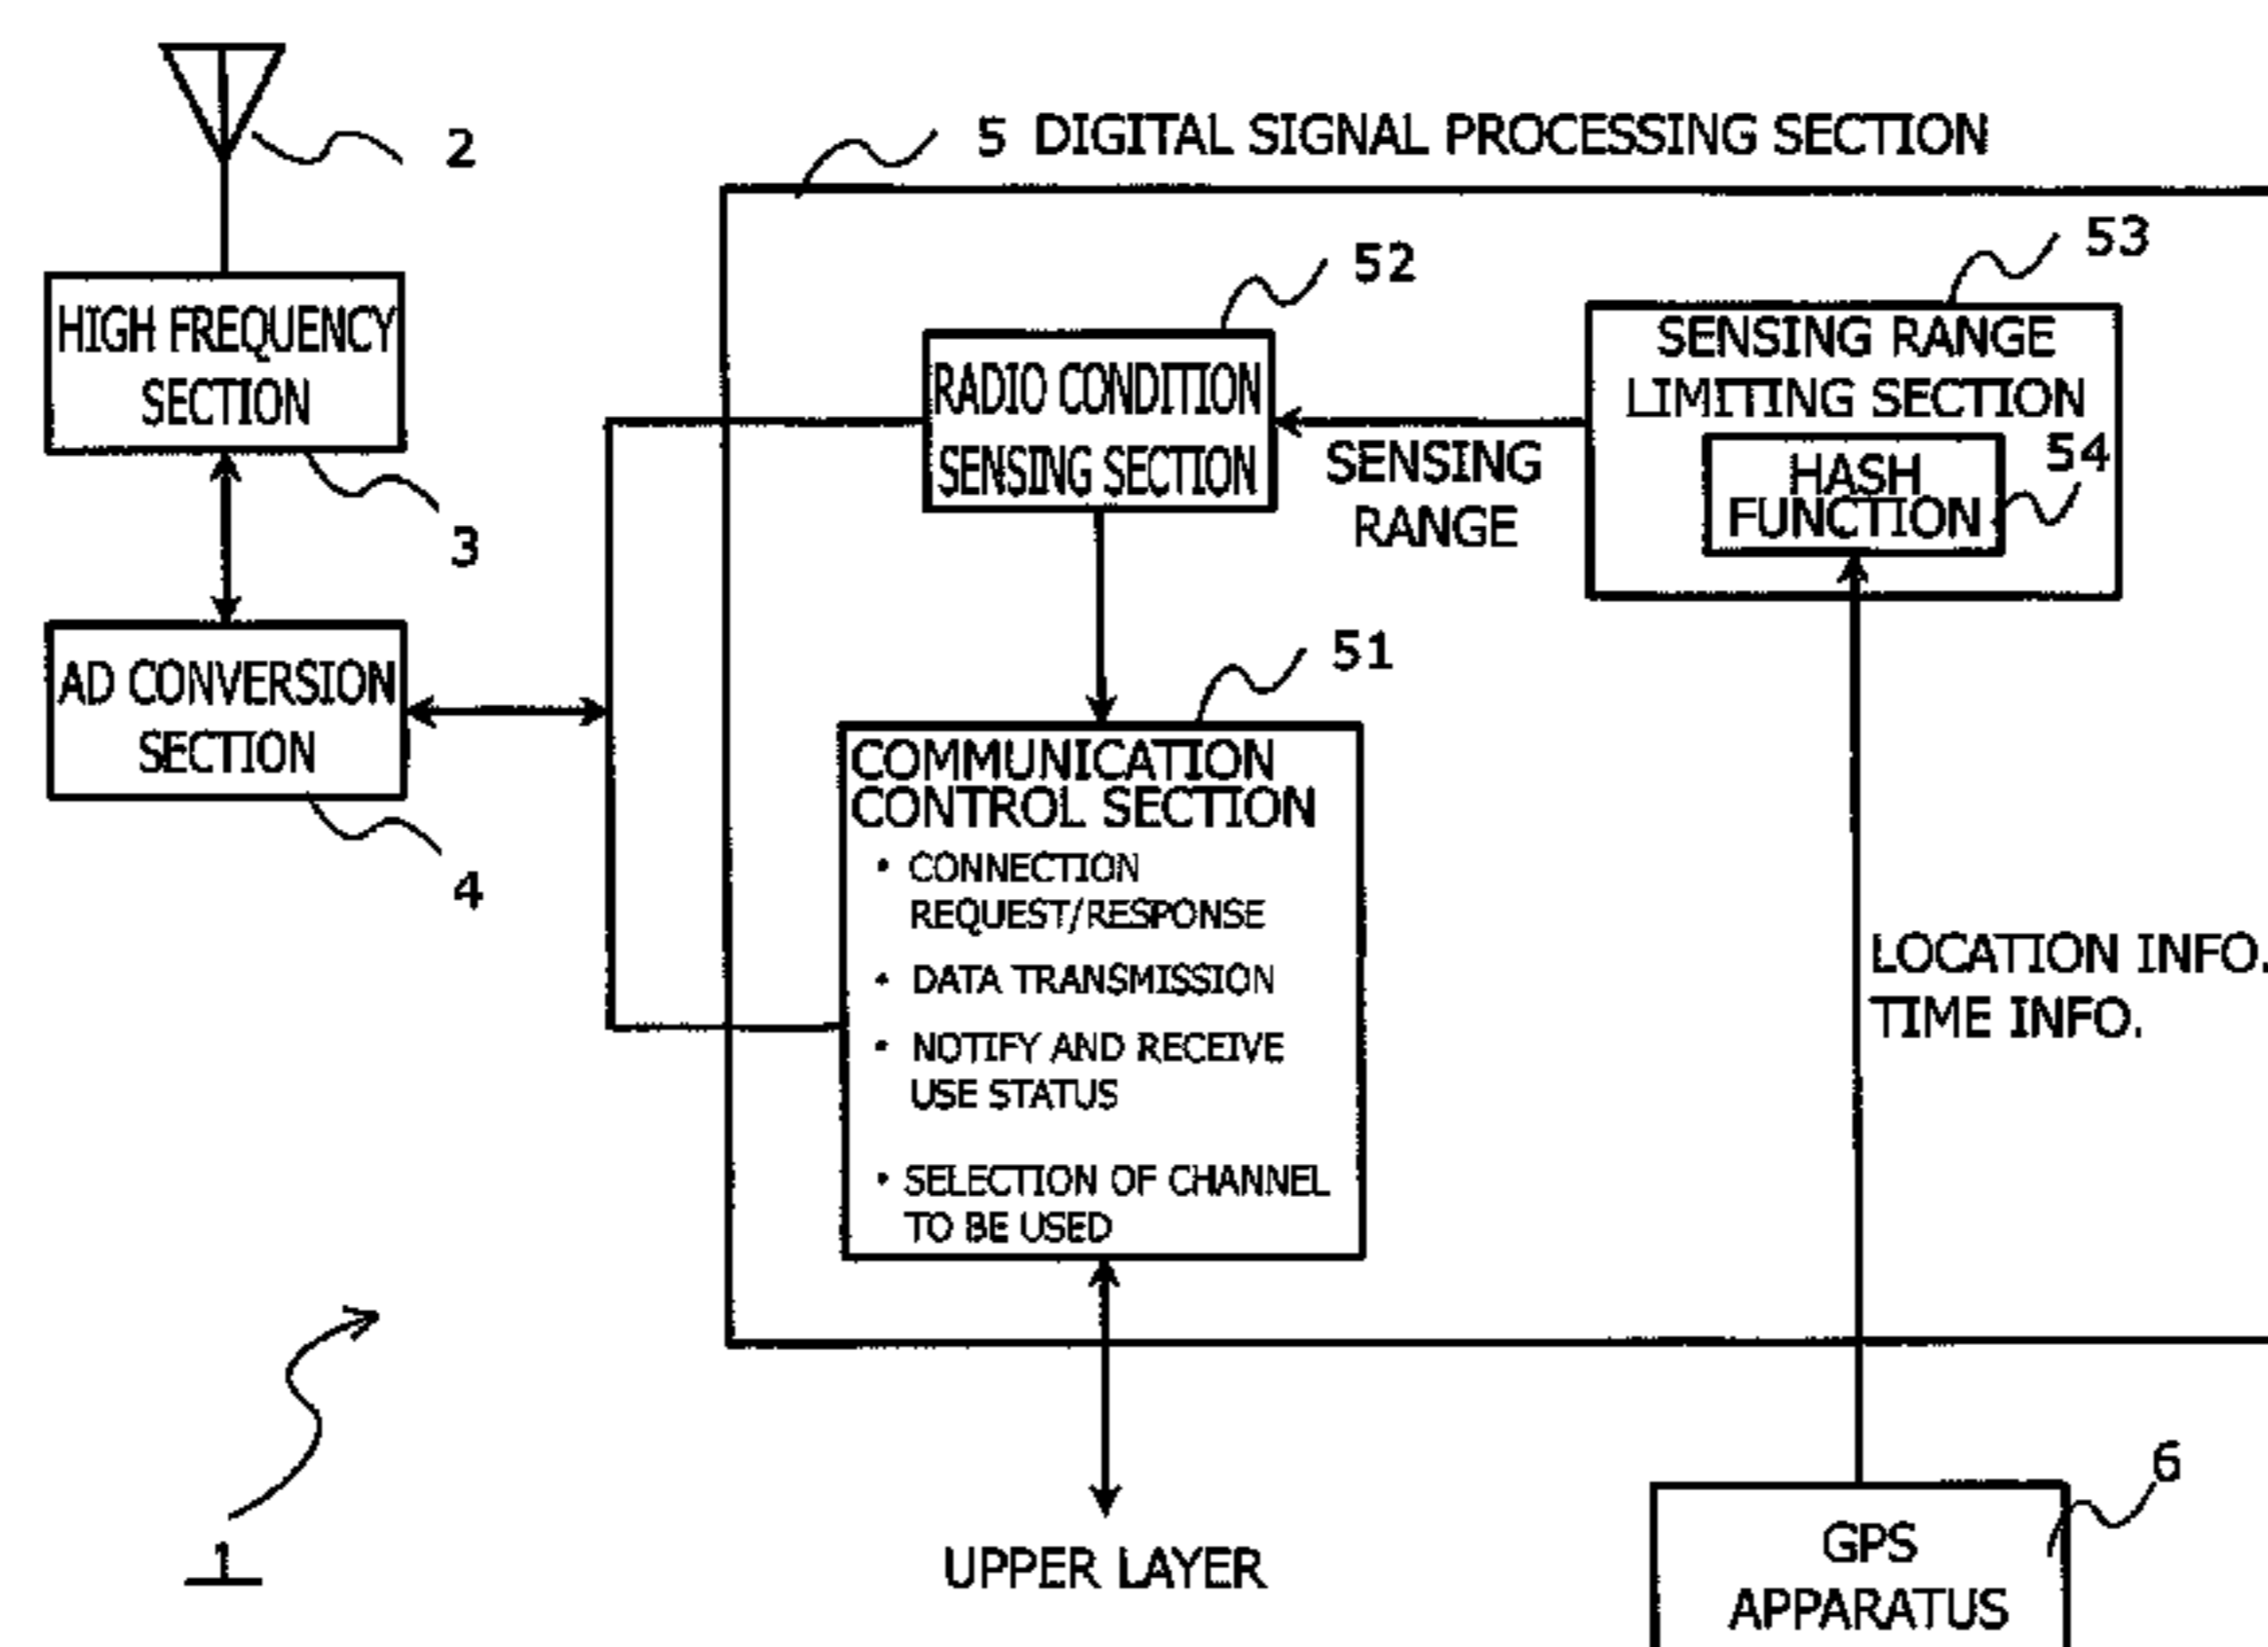 2
5 DIGITAL SIGNAL PROCESSING SECTION
53
52
HIGH FREQUENCY
SECTION
3
RADIO CONDITION
SENSING SECTION
SENSING
RANGE
SENSING RANGE
LIMITING SECTION
54
HASH
FUNCTION
AD CONVERSION
SECTION
4
51
COMMUNICATION
CONTROL SECTION
• CONNECTION
REQUEST/RESPONSE
• DATA TRANSMISSION
• NOTIFY AND RECEIVE
USE STATUS
• SELECTION OF CHANNEL
TO BE USED
LOCATION INFO.
TIME INFO.
1
UPPER LAYER
6
GPS
APPARATUS